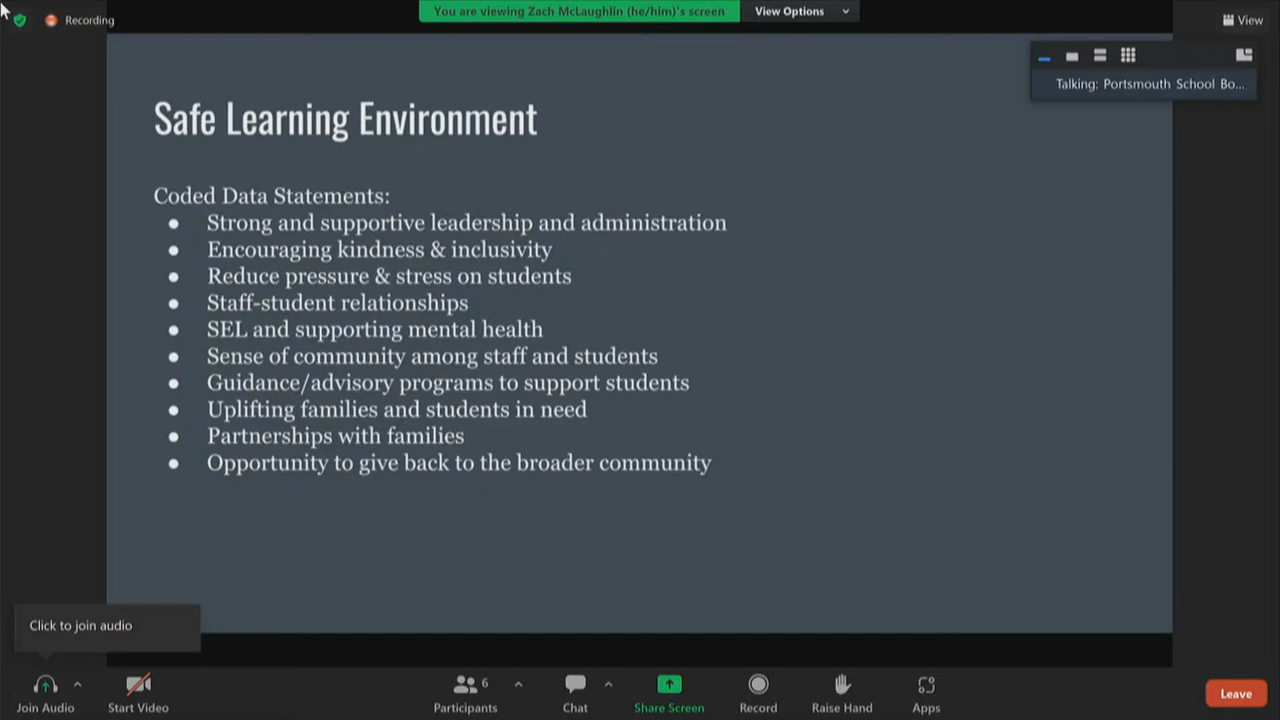 Recording
You are viewing Zach McLaughlin (he/him)'s screen
View Options
View
Talking: Portsmouth School Bo...
Safe Learning Environment
Coded Data Statements:
● Strong and supportive leadership and administration
● Encouraging kindness & inclusivity
● Reduce pressure & stress on students
● Staff-student relationships
● SEL and supporting mental health
● Sense of community among staff and students
● Guidance/advisory programs to support students
● Uplifting families and students in need
● Partnerships with families
● Opportunity to give back to the broader community
Click to join audio
Join Audio
Start Video
6
Participants
Chat
Share Screen
Record
Raise Hand
Apps
Leave